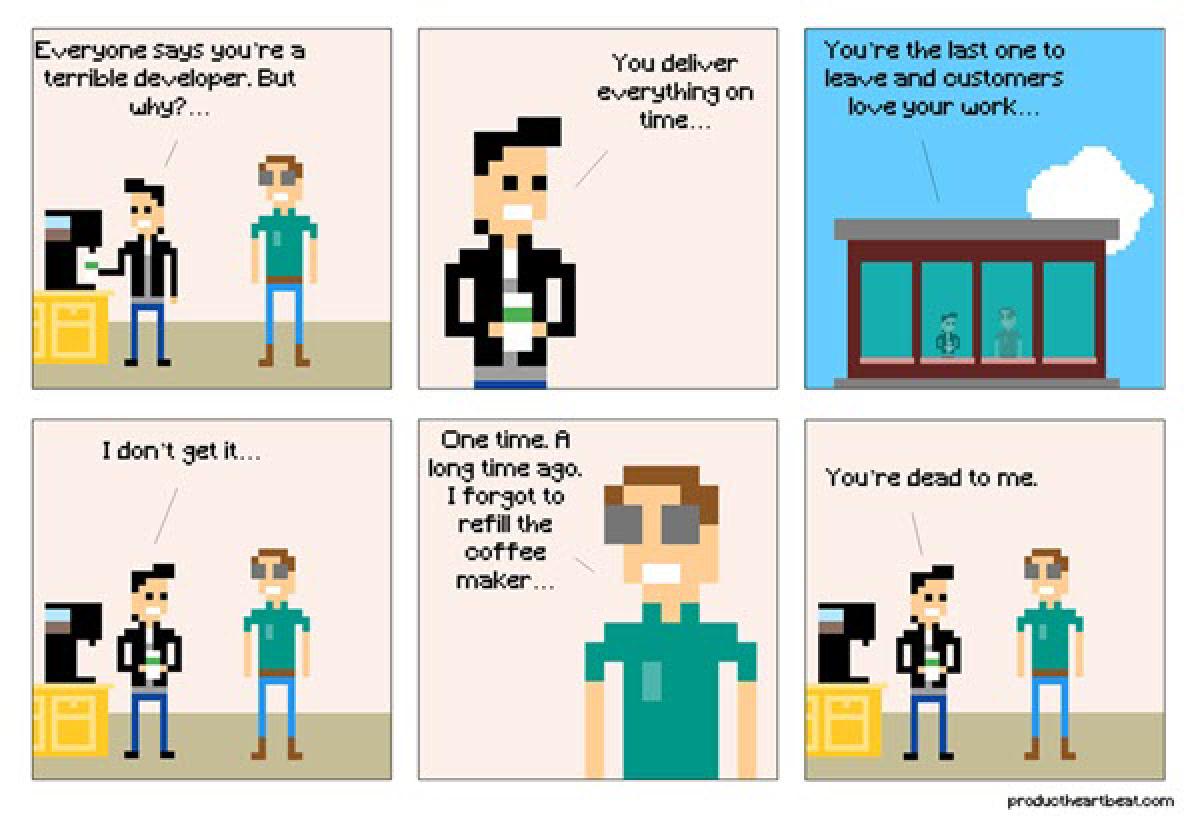 Everyone says you're a
terrible developer. But
why?...
You deliver
everything on
time...
You're the last one to
leave and customers
love your work...
I don't get it...
One time. A
long time ago.
I forgot to
refill the
coffee
maker...
You're dead to me.
productheartbeat.com